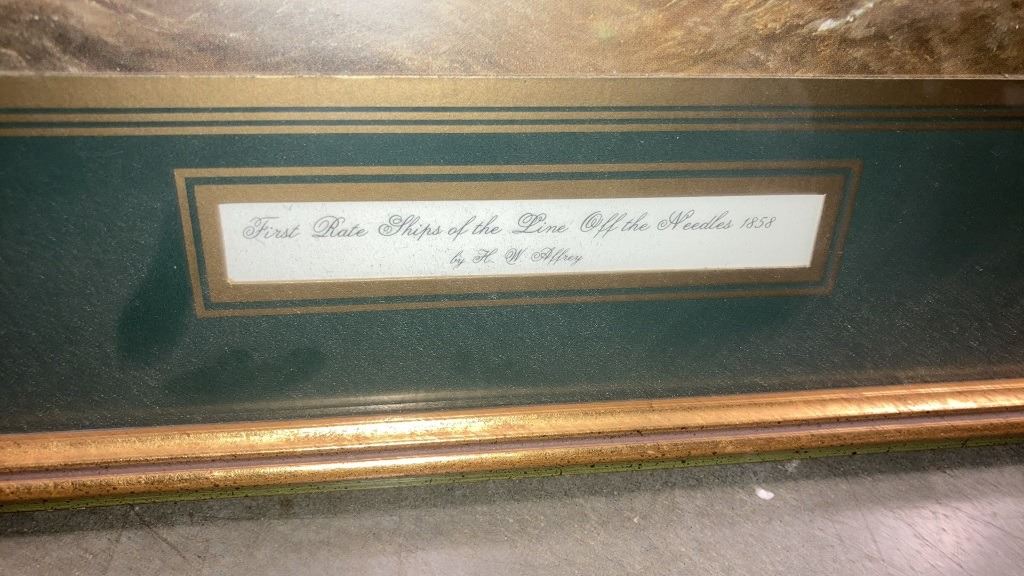 First Rate Ships of the Line Off the Needles 1858
by H. W. Affrey